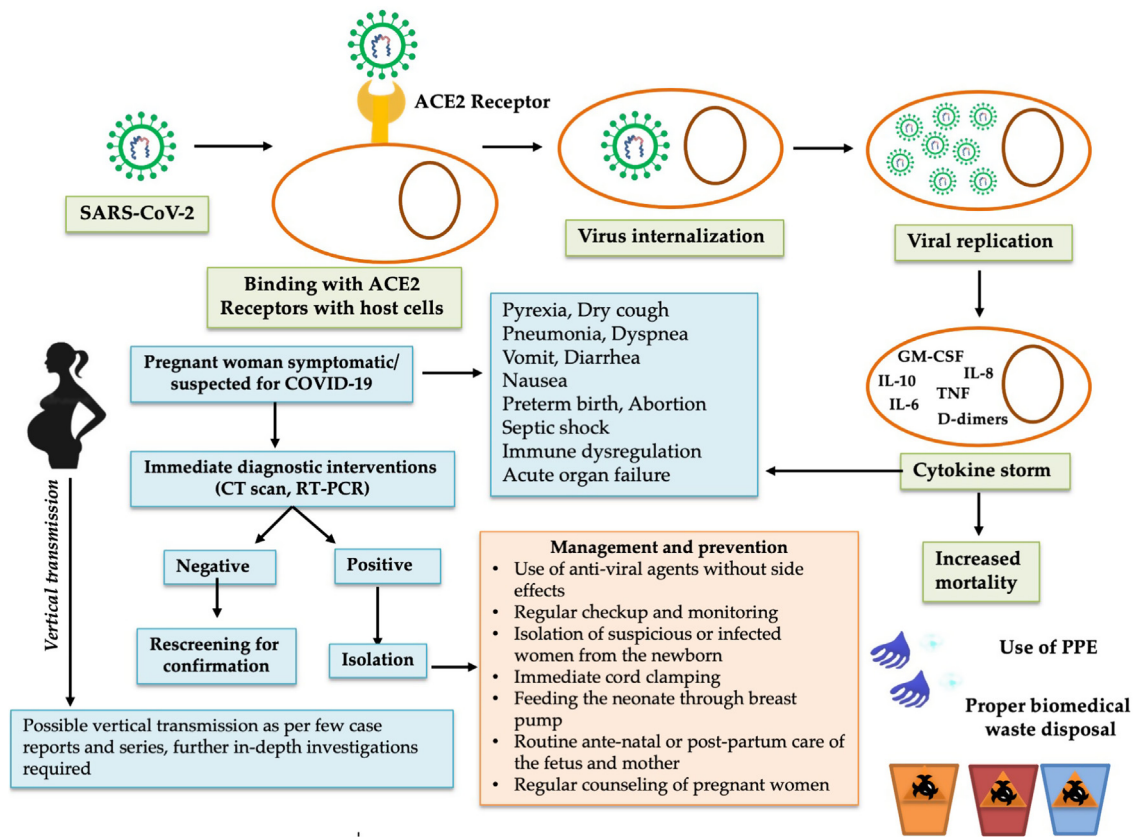 ACE2 Receptor
SARS-CoV-2
Binding with ACE2
Receptors with host cells
Virus internalization
Viral replication
GM-CSF
IL-10
IL-8
IL-6
TNF
D-dimers
Cytokine storm
Increased
mortality
Pregnant woman symptomatic/
suspected for COVID-19
Pyrexia, Dry cough
Pneumonia, Dyspnea
Vomit, Diarrhea
Nausea
Preterm birth, Abortion
Septic shock
Immune dysregulation
Acute organ failure
Immediate diagnostic interventions
(CT scan, RT-PCR)
Negative
Positive
Rescreening for
confirmation
Isolation
Vertical transmission
Possible vertical transmission as per few case
reports and series, further in-depth investigations
required
Management and prevention
• Use of anti-viral agents without side
effects
• Regular checkup and monitoring
• Isolation of suspicious or infected
women from the newborn
• Immediate cord clamping
• Feeding the neonate through breast
pump
• Routine ante-natal or post-partum care of
the fetus and mother
• Regular counseling of pregnant women
Use of PPE
Proper biomedical
waste disposal